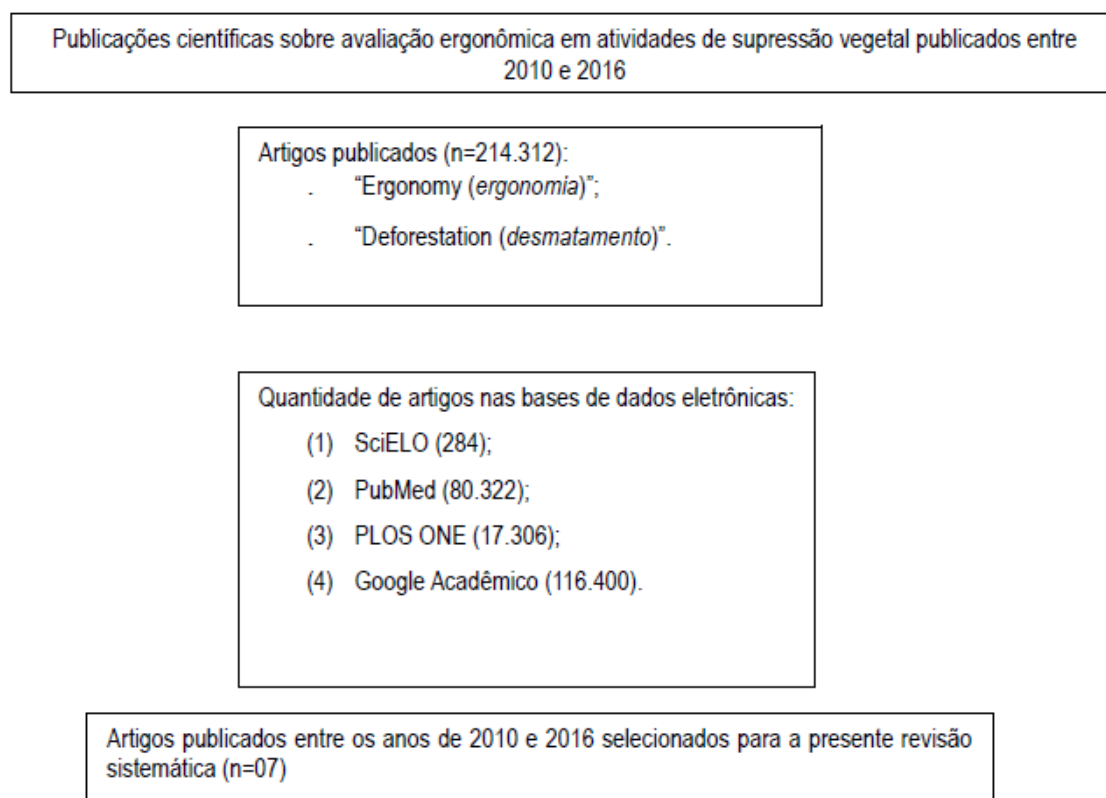 Publicações científicas sobre avaliação ergonômica em atividades de supressão vegetal publicados entre
2010 e 2016
Artigos publicados (n=214.312):
. “Ergonomy (ergonomia)”;
. “Deforestation (desmatamento)”.
Quantidade de artigos nas bases de dados eletrônicas:
(1) SciELO (284);
(2) PubMed (80.322);
(3) PLOS ONE (17.306);
(4) Google Acadêmico (116.400).
Artigos publicados entre os anos de 2010 e 2016 selecionados para a presente revisão
sistemática (n=07)